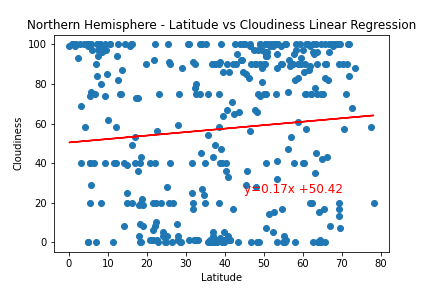 Northern Hemisphere - Latitude vs Cloudiness Linear Regression
100
80
60
40
20
0
Cloudiness
y=0.17x +50.42
0 10 20 30 40 50 60 70 80
Latitude